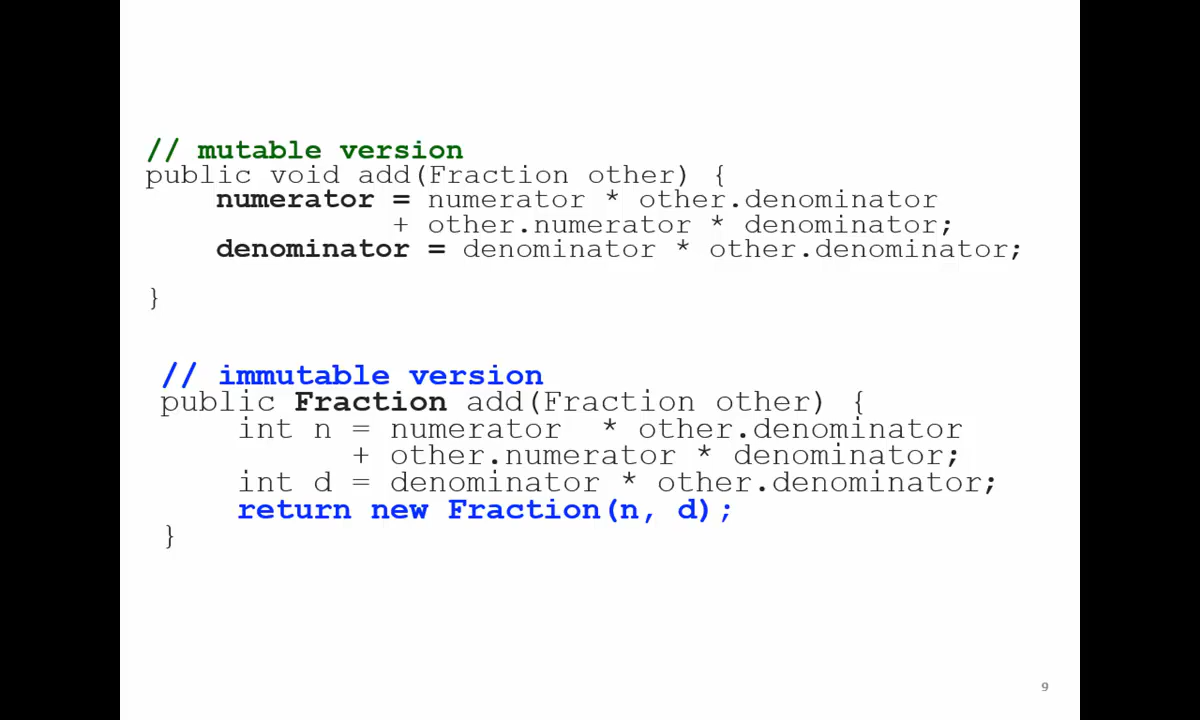 // mutable version
public void add(Fraction other) {
    numerator = numerator * other.denominator
              + other.numerator * denominator;
    denominator = denominator * other.denominator;
}
// immutable version
public Fraction add(Fraction other) {
    int n = numerator  * other.denominator
          + other.numerator * denominator;
    int d = denominator * other.denominator;
    return new Fraction(n, d);
}
9